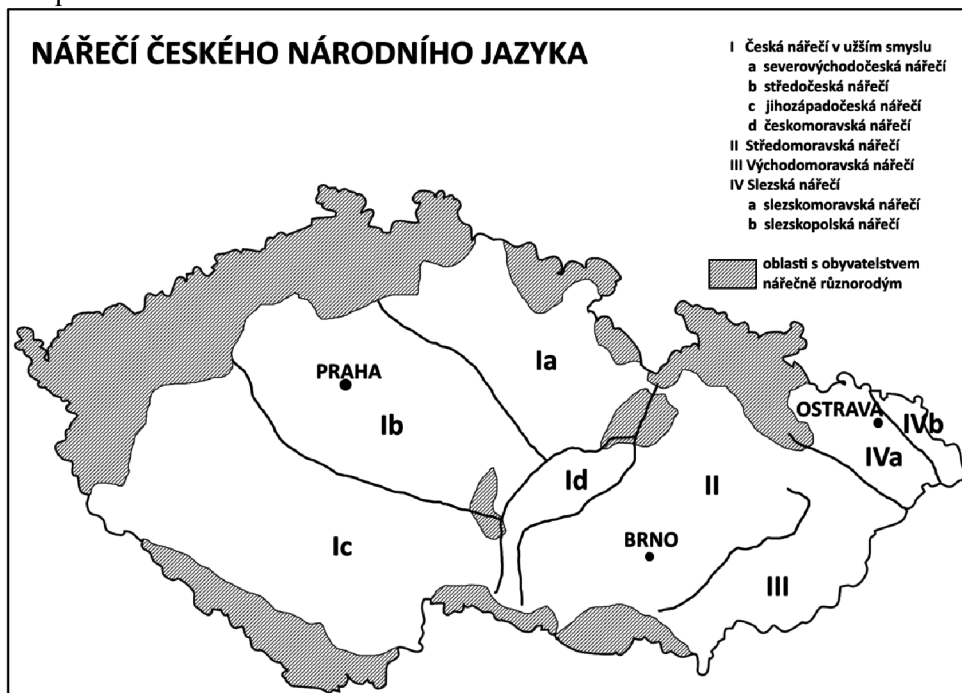 NÁŘEČÍ ČESKÉHO NÁRODNÍHO JAZYKA
I Česká nářečí v užším smyslu
a severovýchodočeská nářečí
b středočeská nářečí
c jihozápadočeská nářečí
d českomoravská nářečí
II Středomoravská nářečí
III Východomoravská nářečí
IV Slezská nářečí
a slezskomoravská nářečí
b slezskopolská nářečí
oblasti s obyvatelstvem
nářečně různorodým
Ia
PRAHA
OSTRAVA
IVb
Ib
IVa
Id
II
BRNO
Ic
III